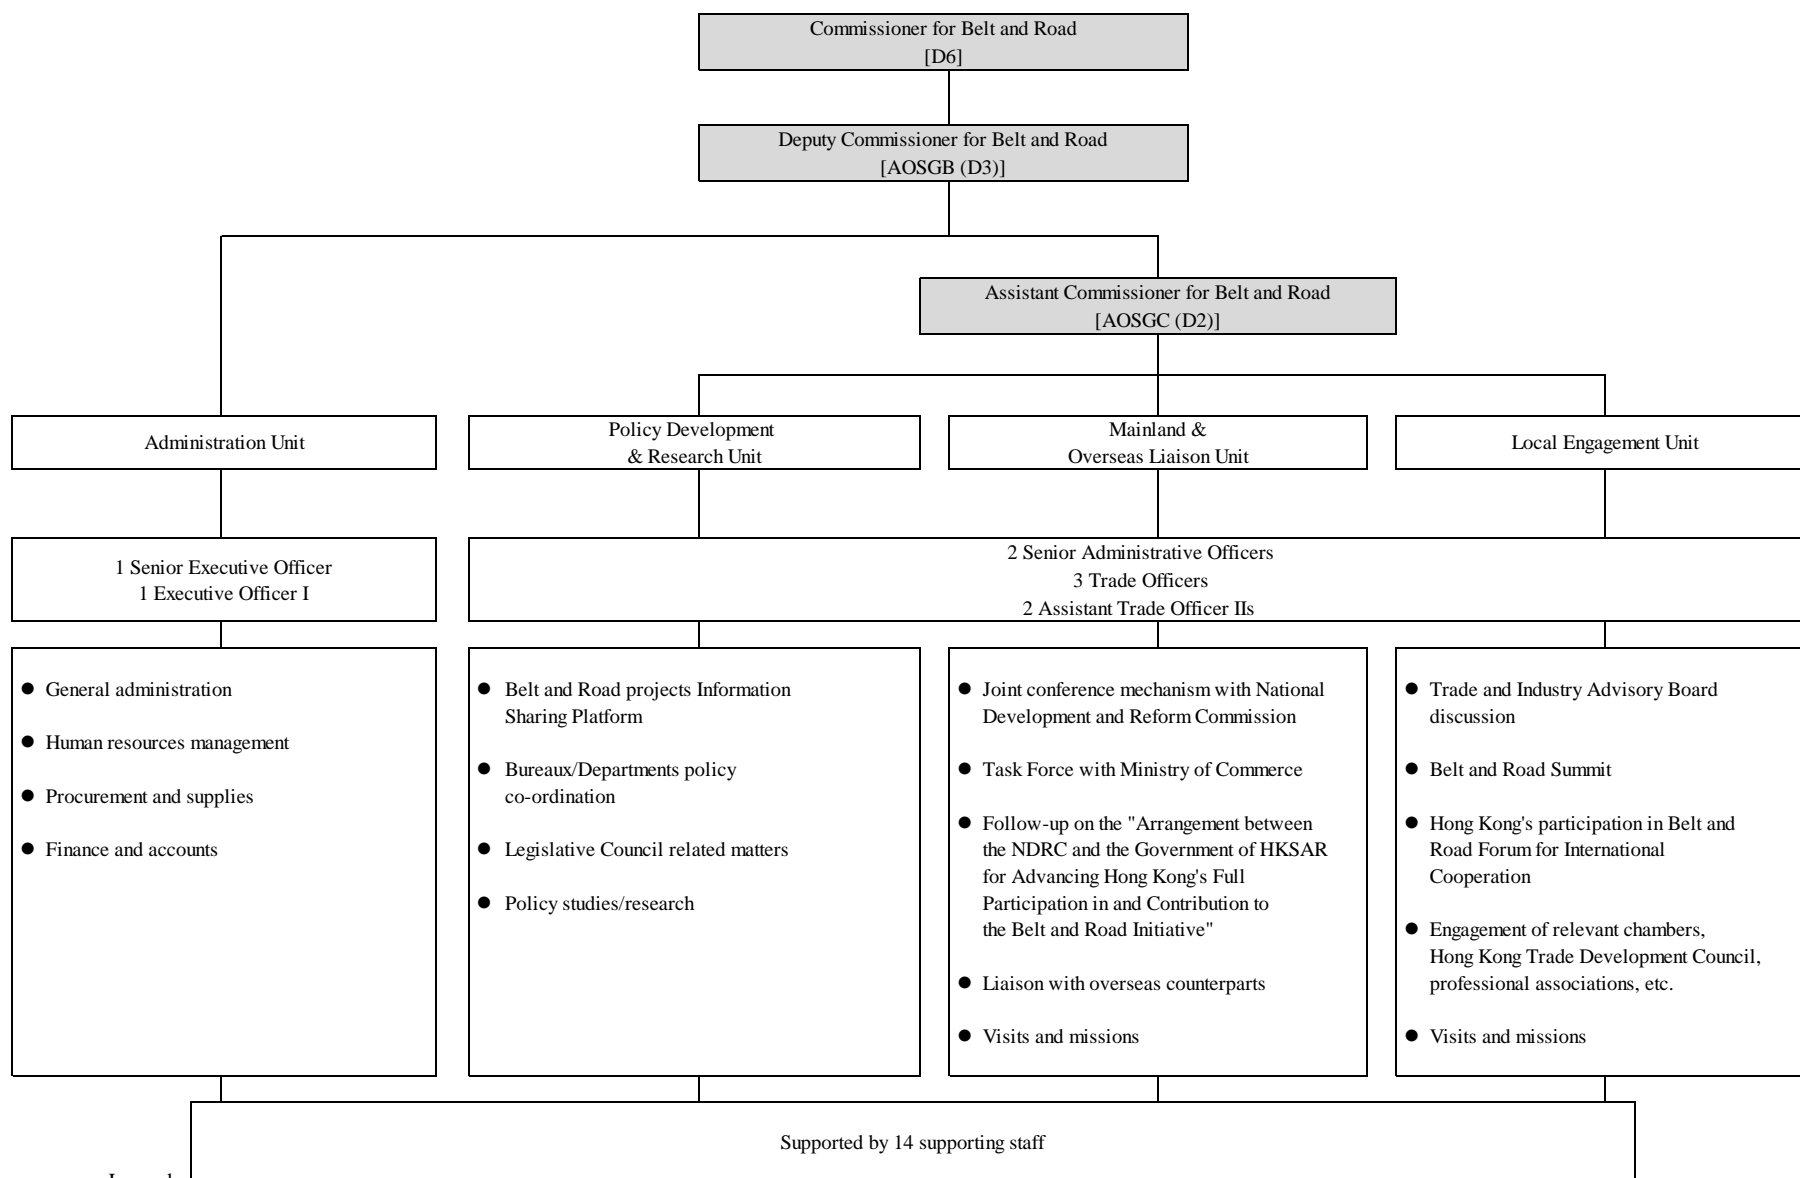 Commissioner for Belt and Road
[D6]
Deputy Commissioner for Belt and Road
[AOSGB (D3)]
Assistant Commissioner for Belt and Road
[AOSGC (D2)]
Administration Unit
Policy Development
& Research Unit
Mainland &
Overseas Liaison Unit
Local Engagement Unit
1 Senior Executive Officer
1 Executive Officer I
2 Senior Administrative Officers
3 Trade Officers
2 Assistant Trade Officer IIs
● General administration
● Human resources management
● Procurement and supplies
● Finance and accounts
● Belt and Road projects Information
Sharing Platform
● Bureaux/Departments policy
co-ordination
● Legislative Council related matters
● Policy studies/research
● Joint conference mechanism with National
Development and Reform Commission
● Task Force with Ministry of Commerce
● Follow-up on the "Arrangement between
the NDRC and the Government of HKSAR
for Advancing Hong Kong's Full
Participation in and Contribution to
the Belt and Road Initiative"
● Liaison with overseas counterparts
● Visits and missions
● Trade and Industry Advisory Board
discussion
● Belt and Road Summit
● Hong Kong's participation in Belt and
Road Forum for International
Cooperation
● Engagement of relevant chambers,
Hong Kong Trade Development Council,
professional associations, etc.
● Visits and missions
Supported by 14 supporting staff